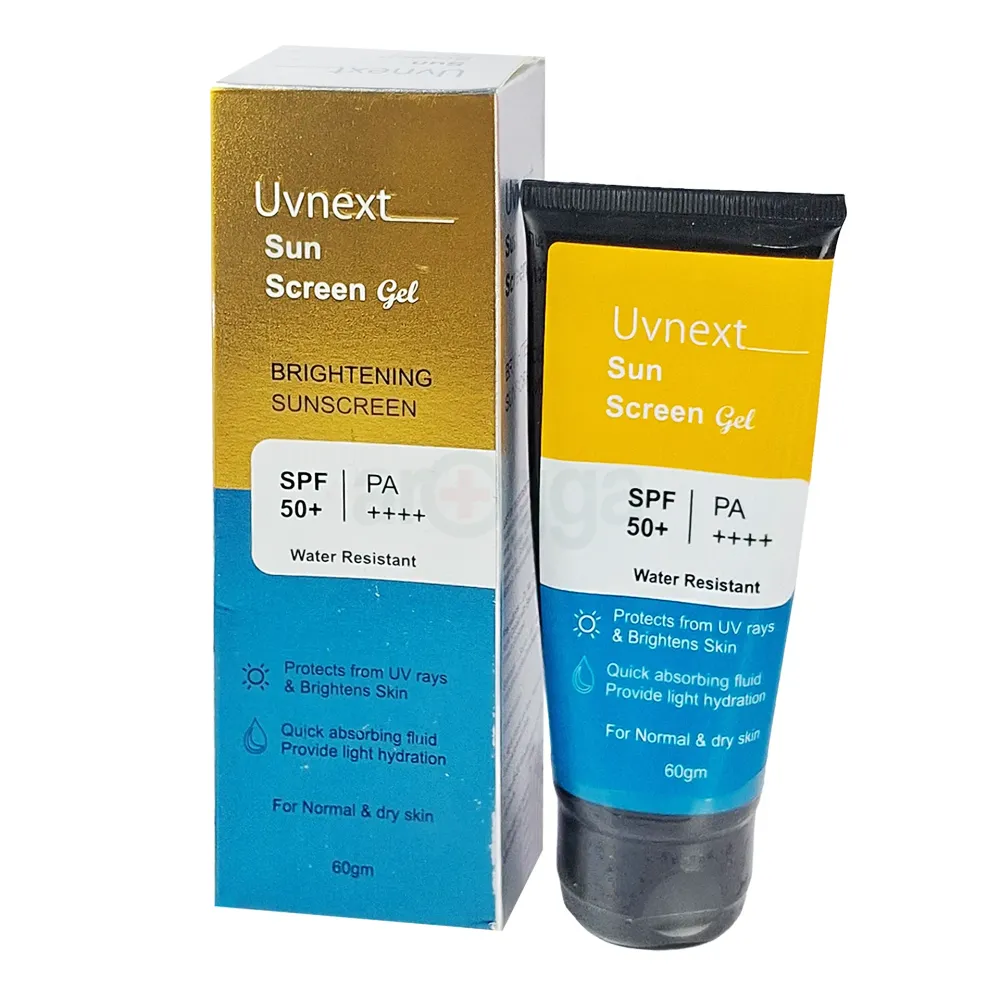 Uvnext
Sun
Uvnext
Sun
Screen Gel
BRIGHTENING
SUNSCREEN
SPF
50+
PA
++++
Water Resistant
Protects from UV rays
& Brightens Skin
Quick absorbing fluid
Provide light hydration
For Normal & dry skin
60gm
Uvnext
Sun
Screen Gel
SPF
50+
PA
++++
Water Resistant
Protects from UV rays
& Brightens Skin
Quick absorbing fluid
Provide light hydration
For Normal & dry skin
60gm